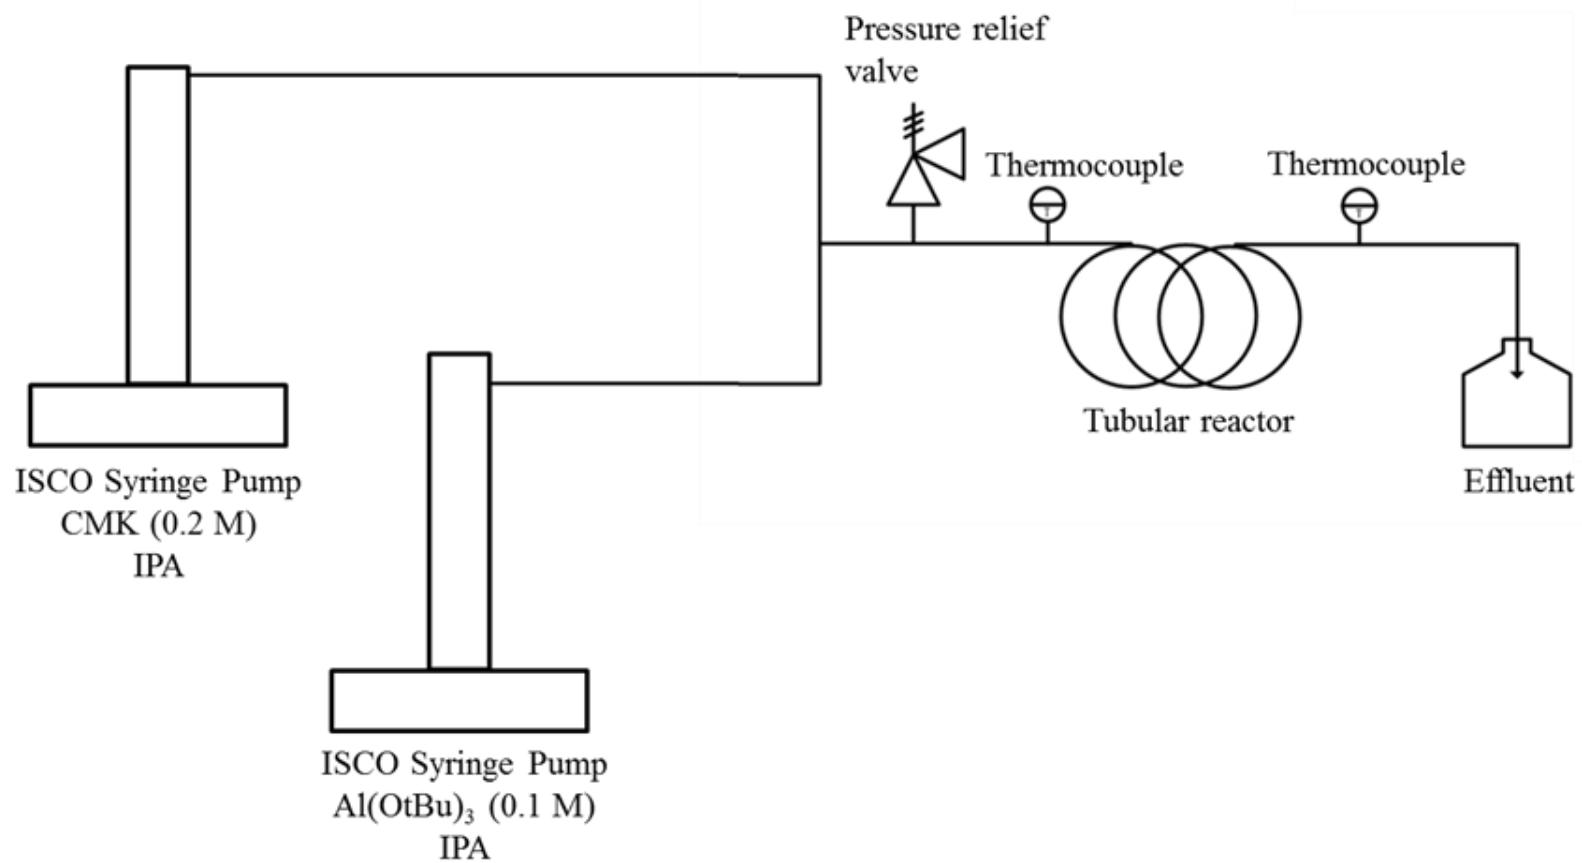 Pressure relief
valve
Thermocouple
Thermocouple
T
T
Tubular reactor
Effluent
ISCO Syringe Pump
CMK (0.2 M)
IPA
ISCO Syringe Pump
Al(OtBu)₃ (0.1 M)
IPA